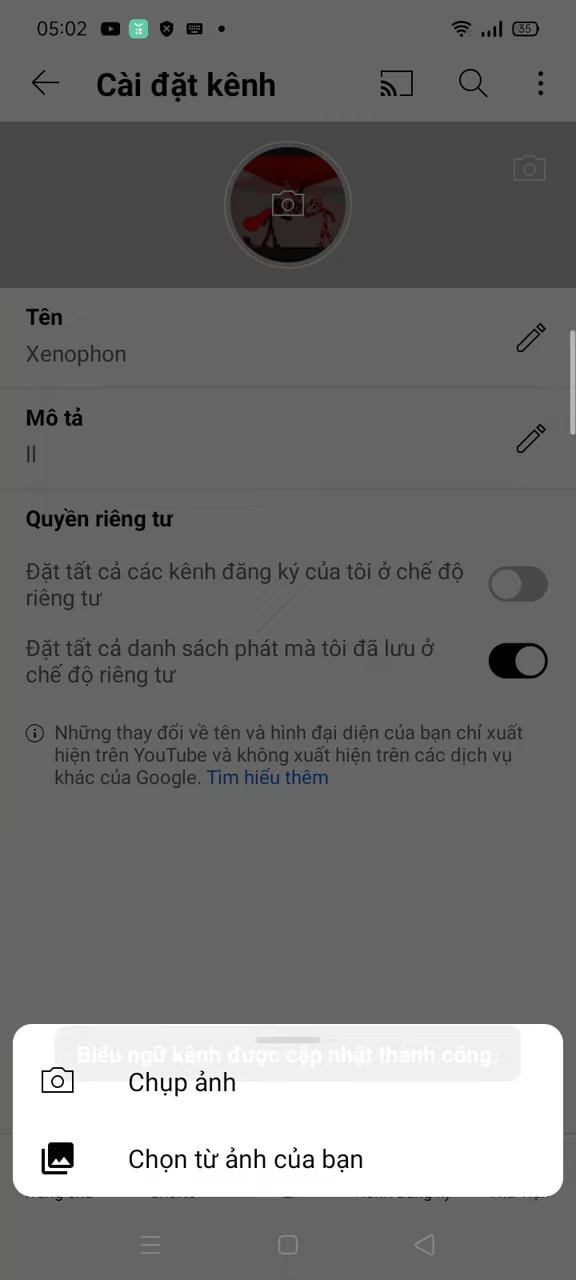 05:02
35
Cài đặt kênh
Tên
Xenophon
Mô tả
ll
Quyền riêng tư
Đặt tất cả các kênh đăng ký của tôi ở chế độ
riêng tư
Đặt tất cả danh sách phát mà tôi đã lưu ở
chế độ riêng tư
Những thay đổi về tên và hình đại diện của bạn chỉ xuất
hiện trên YouTube và không xuất hiện trên các dịch vụ
khác của Google. Tìm hiểu thêm
Biểu ngữ kênh được cập nhật thành công.
Chụp ảnh
Chọn từ ảnh của bạn